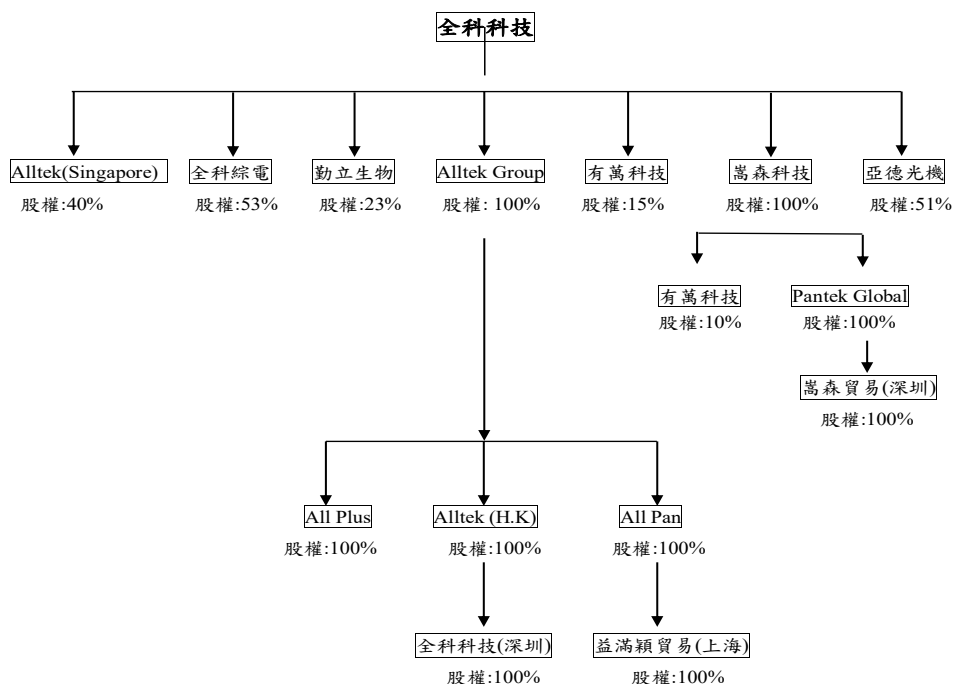 全科科技
Alltek(Singapore)
全科綜電
勤立生物
Alltek Group
有萬科技
嵩森科技
亞德光機
股權:40%
股權:53%
股權:23%
股權: 100%
股權:15%
股權:100%
股權:51%
有萬科技
Pantek Global
股權:10%
股權:100%
嵩森貿易(深圳)
股權:100%
All Plus
Alltek (H.K)
All Pan
股權:100%
股權:100%
股權:100%
全科科技(深圳)
益滿穎貿易(上海)
股權:100%
股權:100%